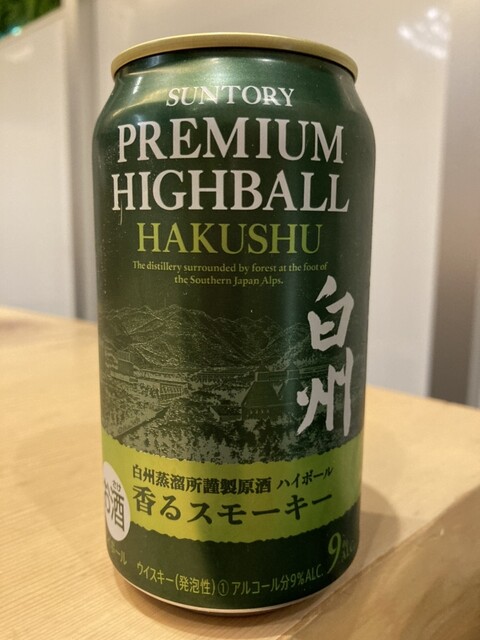 SUNTORY
PREMIUM
HIGHBALL
HAKUSHU
The distillery surrounded by forest at the foot of
the Southern Japan Alps.
白州
白州蒸溜所謹製原酒 ハイボール
香るスモーキー
お酒
ウイスキー(発泡性)① アルコール分9%ALC.
9%